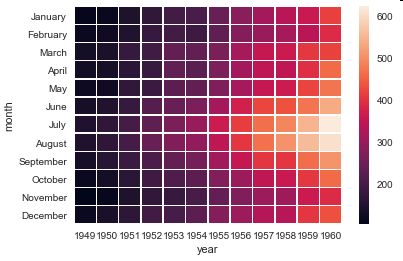 January
February
March
April
May
June
July
August
September
October
November
December
month
1949 1950 1951 1952 1953 1954 1955 1956 1957 1958 1959 1960
year
600
500
400
300
200